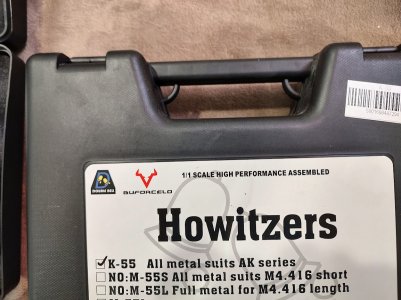 DOUBLE BELL
BUFORCELO
1/1 SCALE HIGH PERFORMANCE ASSEMBLED
Howitzers
K-55 All metal suits AK series
NO:M-55S All metal suits M4.416 short
NO:M-55L Full metal for M4.416 length